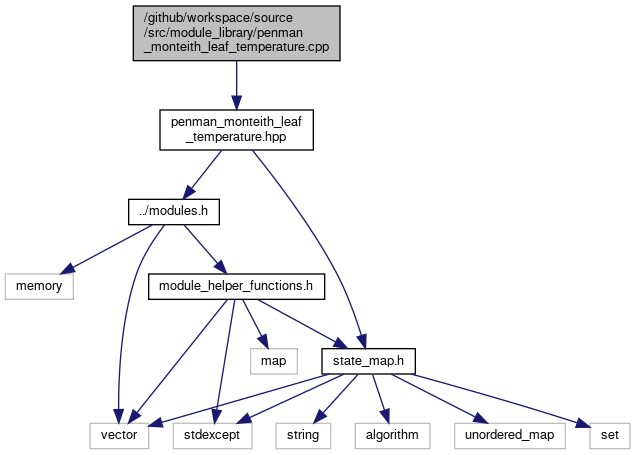 /github/workspace/source
/src/module_library/penman
_monteith_leaf_temperature.cpp
penman_monteith_leaf
_temperature.hpp
../modules.h
memory
module_helper_functions.h
map
state_map.h
vector
stdexcept
string
algorithm
unordered_map
set